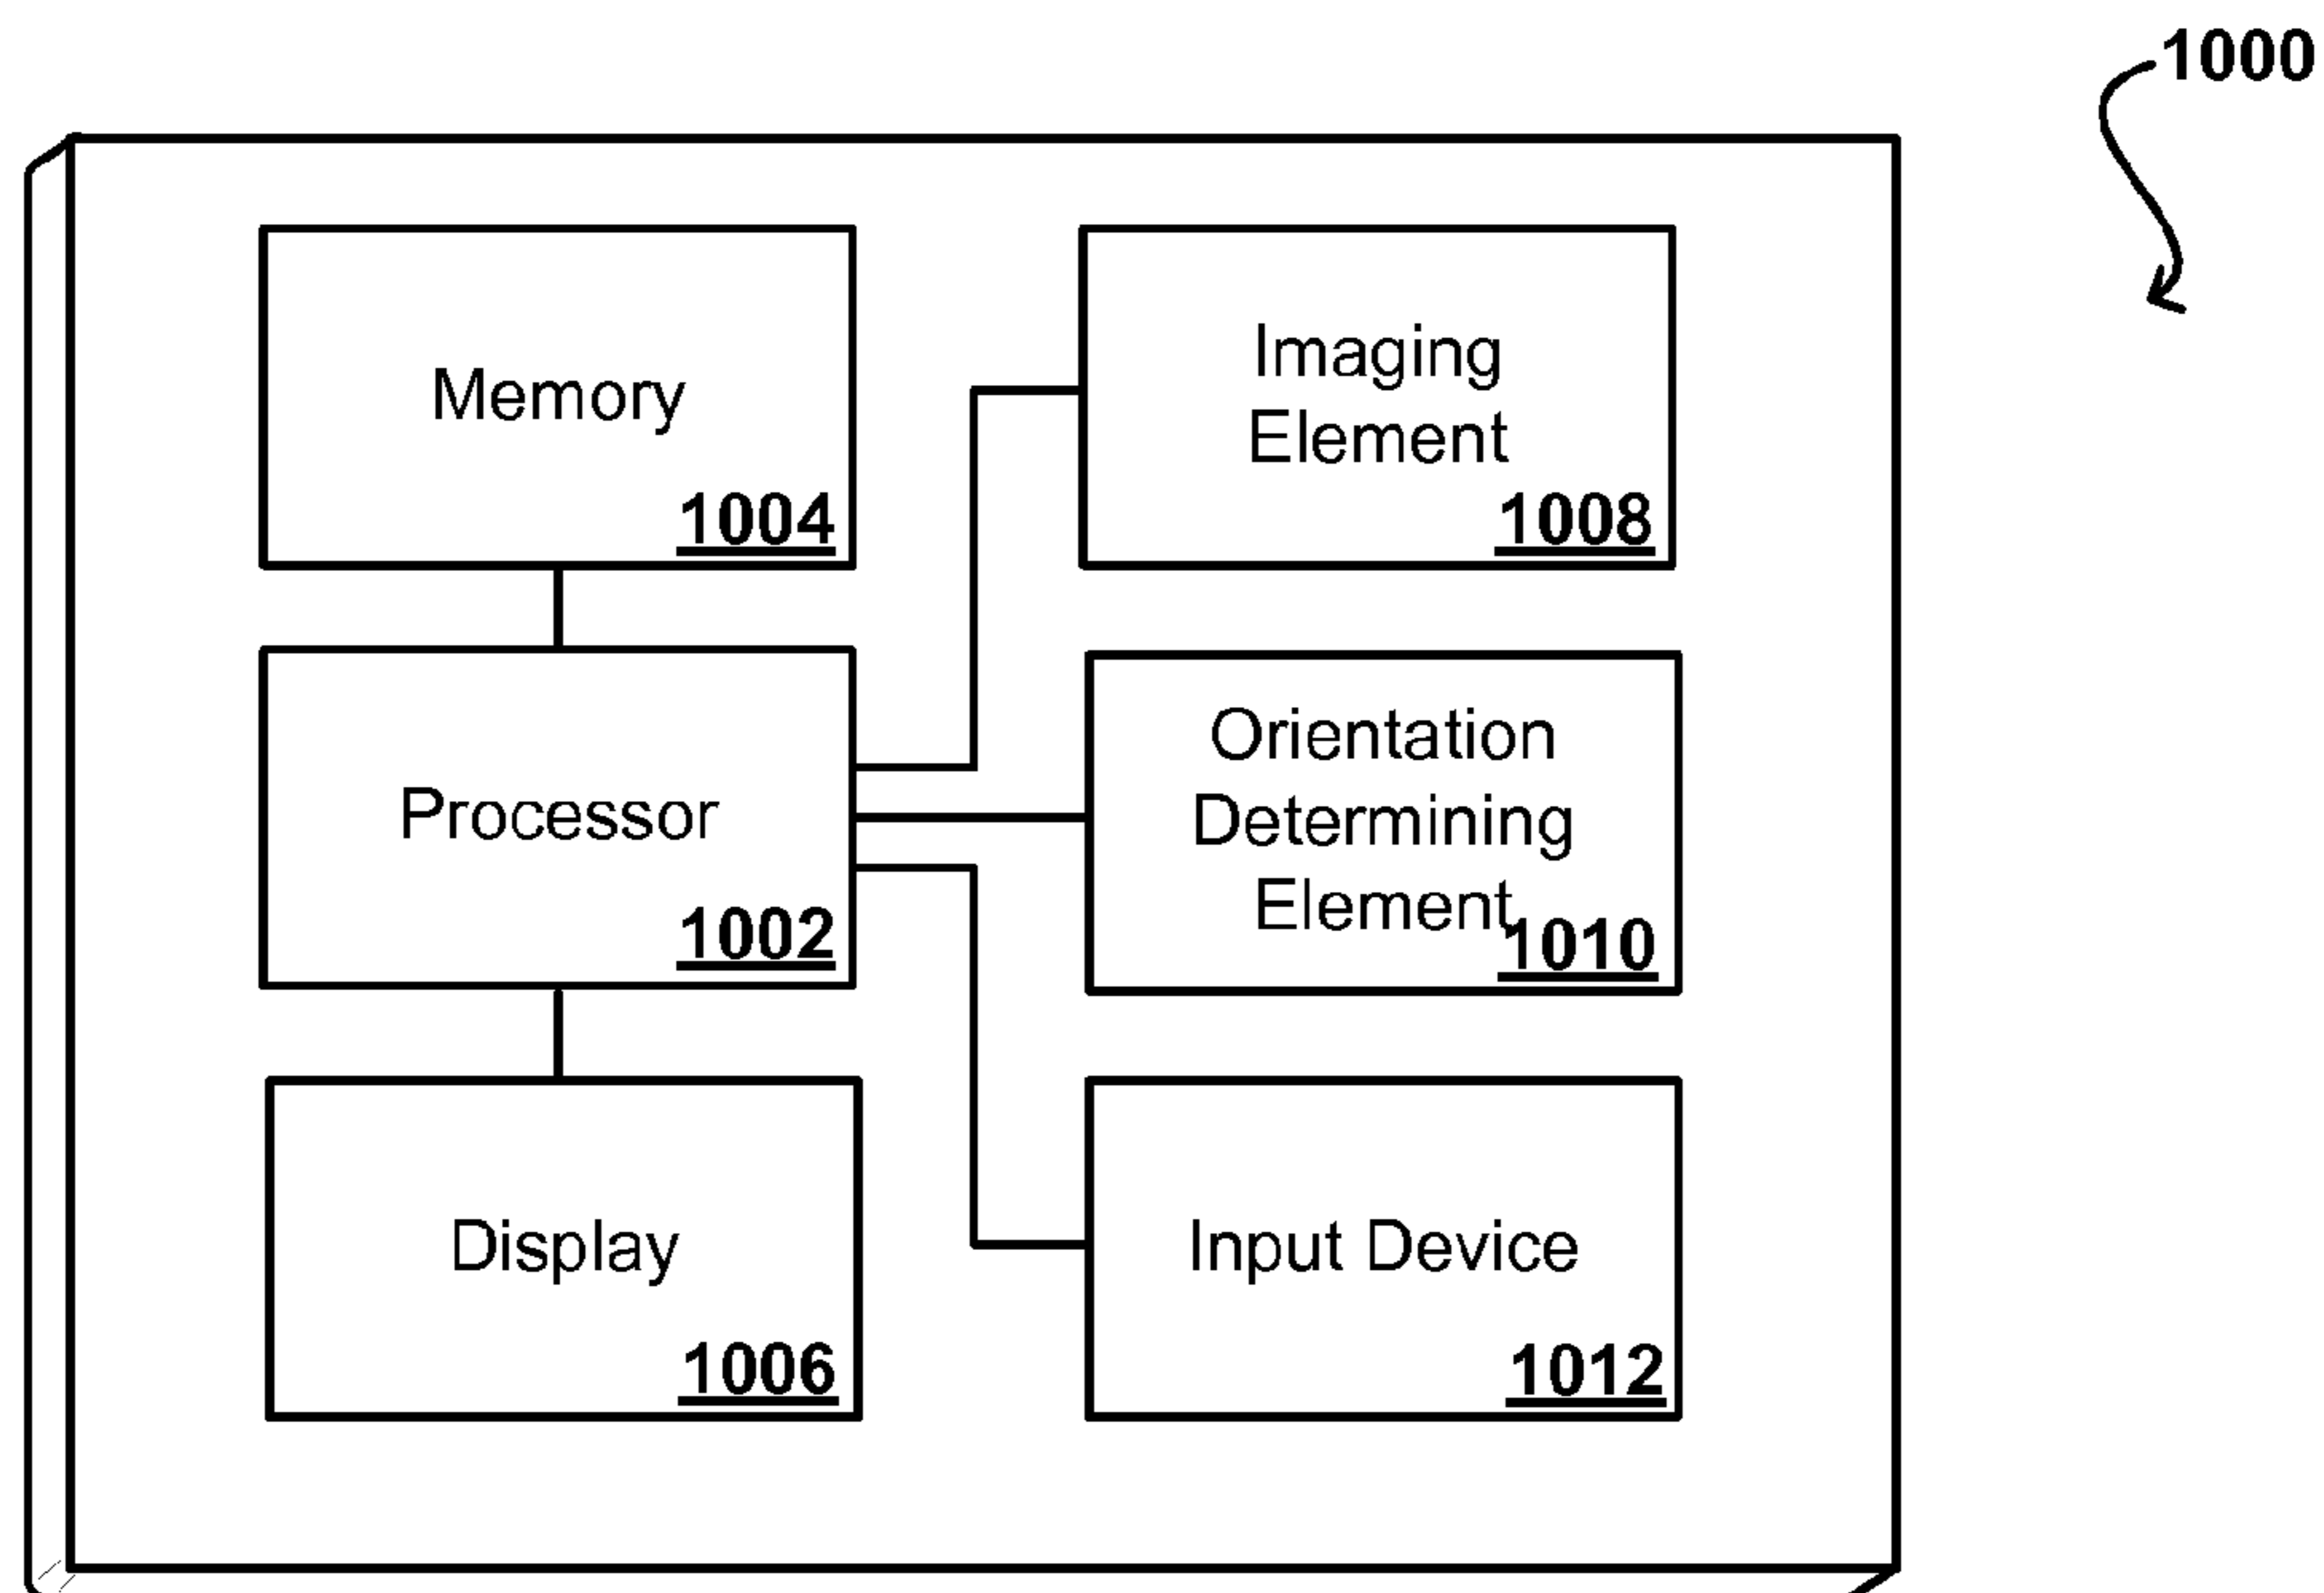 1000
Memory
1004
Imaging
Element
1008
Processor
1002
Orientation
Determining
Element
1010
Display
1006
Input Device
1012